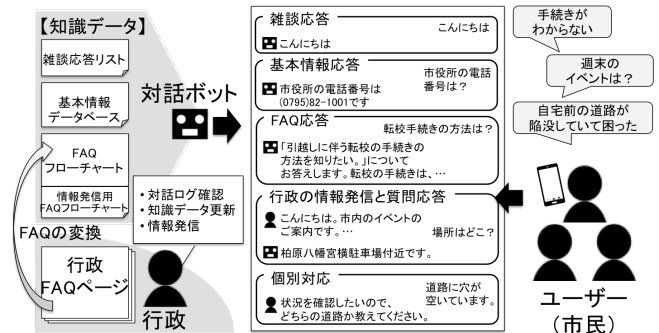 【知識データ】
雑談応答リスト
基本情報
データベース
FAQ
フローチャート
情報発信用
FAQフローチャート
FAQの変換
行政
FAQページ
対話ボット
・対話ログ確認
・知識データ更新
・情報発信
行政
雑談応答
こんにちは
こんにちは
基本情報応答
市役所の電話
番号は？
市役所の電話番号は
(0795)82-1001です
FAQ応答
転校手続きの方法は？
「引越しに伴う転校の手続きの
方法を知りたい。」について
お答えします。転校の手続きは、…
行政の情報発信と質問応答
こんにちは。市内のイベントの
ご案内です。…
場所はどこ？
柏原八幡宮横駐車場付近です。
個別対応
道路に穴が
空いています。
状況を確認したいので、
どちらの道路か教えてください。
手続きが
わからない
週末の
イベントは？
自宅前の道路が
陥没していて困った
ユーザー
（市民）